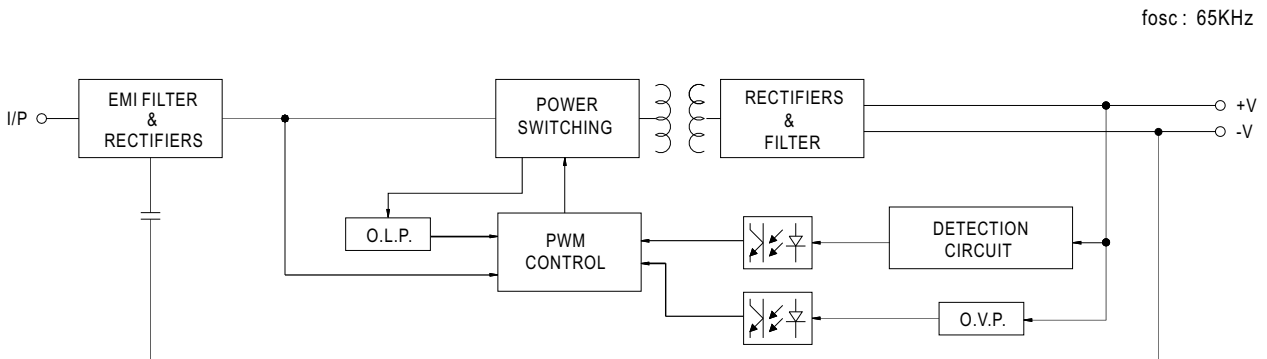 fosc : 65KHz
I/P
EMI FILTER
&
RECTIFIERS
POWER
SWITCHING
RECTIFIERS
&
FILTER
+V
-V
O.L.P.
PWM
CONTROL
DETECTION
CIRCUIT
O.V.P.